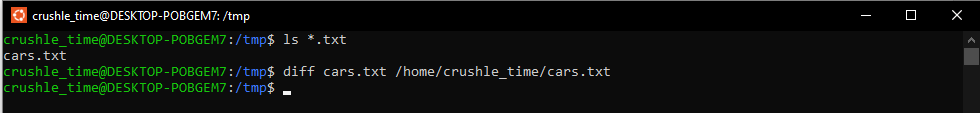 crushle_time@DESKTOP-POBGEM7: /tmp
crushle_time@DESKTOP-POBGEM7:/tmp$ ls *.txt
cars.txt
crushle_time@DESKTOP-POBGEM7:/tmp$ diff cars.txt /home/crushle_time/cars.txt
crushle_time@DESKTOP-POBGEM7:/tmp$